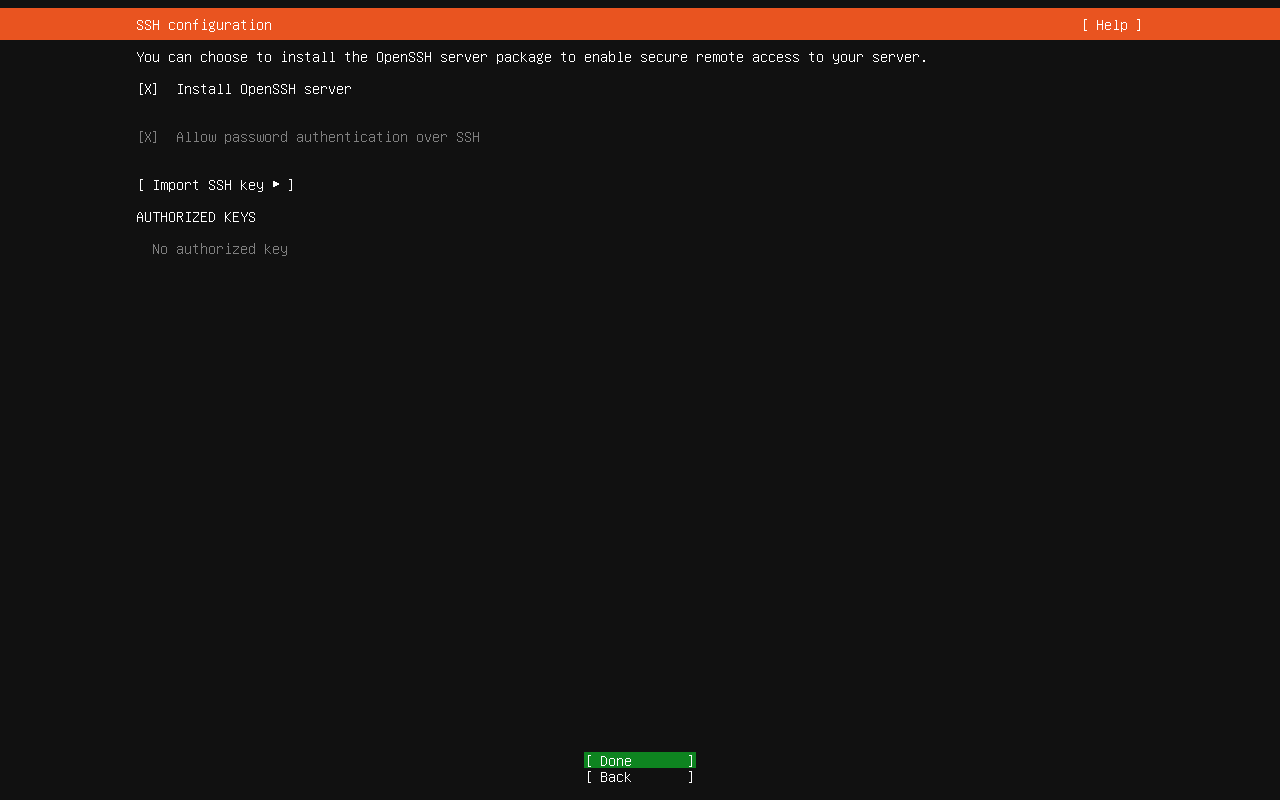 SSH configuration [ Help ]
You can choose to install the OpenSSH server package to enable secure remote access to your server.
[X] Install OpenSSH server
[X] Allow password authentication over SSH
[ Import SSH key ▸ ]
AUTHORIZED KEYS
No authorized key
[ Done ]
[ Back ]